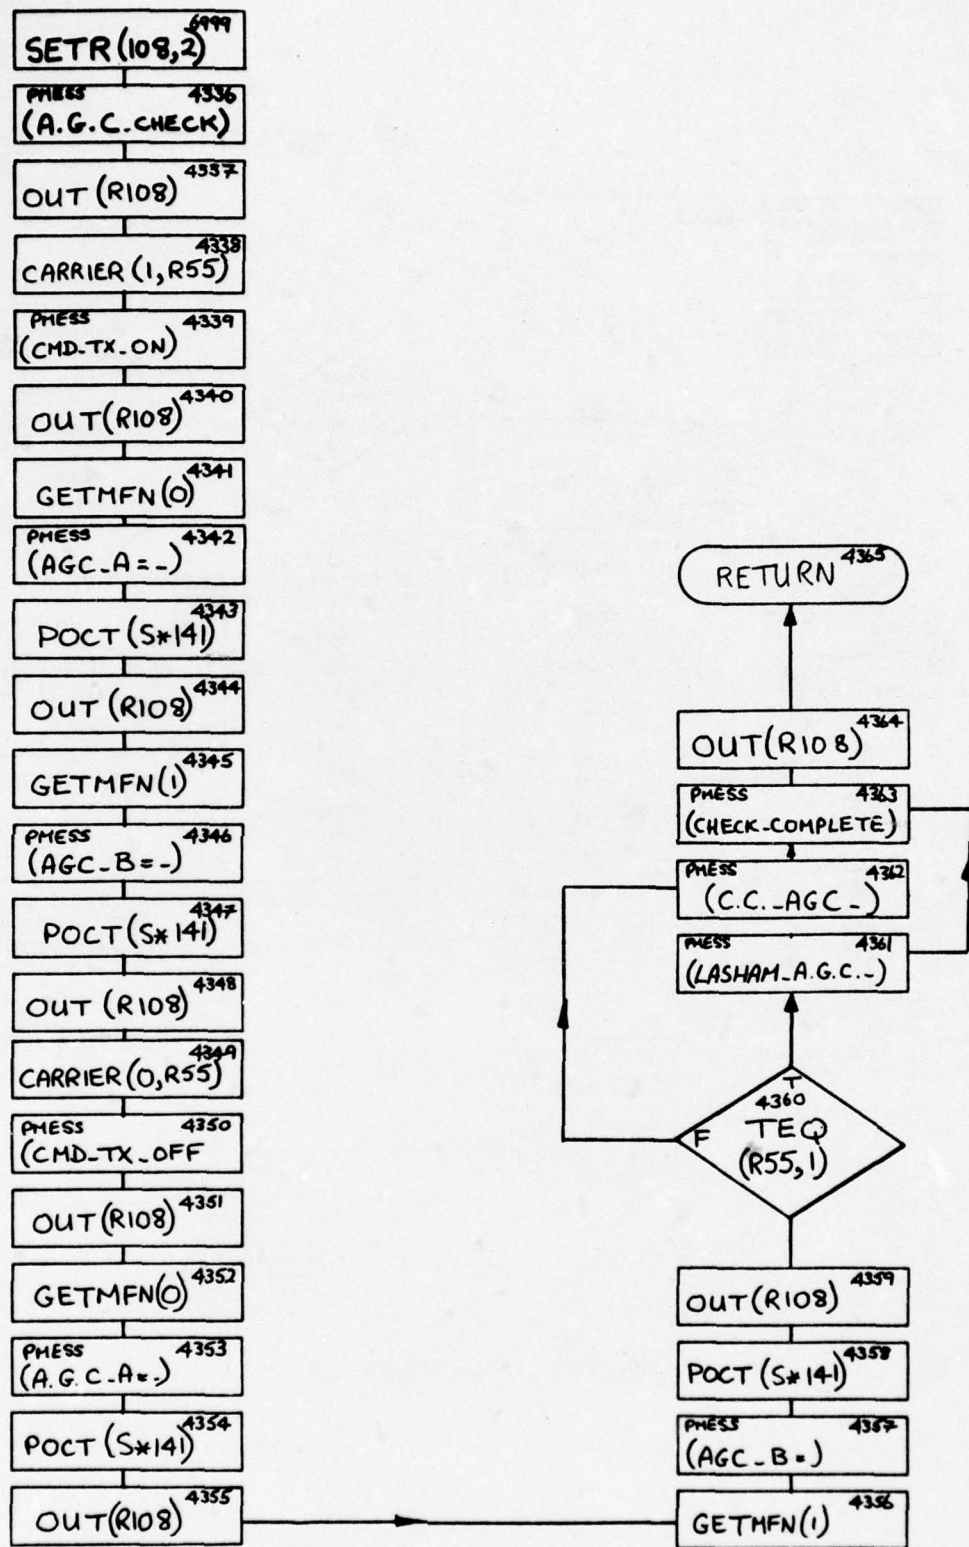 6999
SETR(108,2)
PMESS 4336
(A.G.C.CHECK)
4337
OUT(R108)
4338
CARRIER(1,R55)
PMESS 4339
(CMD-TX-ON)
4340
OUT(R108)
4341
GETMFN(0)
PMESS 4342
(AGC-A=-)
4343
POCT(S*141)
4344
OUT(R108)
4345
GETMFN(1)
PMESS 4346
(AGC-B=-)
4347
POCT(S*141)
4348
OUT(R108)
4349
CARRIER(0,R55)
PMESS 4350
(CMD-TX-OFF
4351
OUT(R108)
4352
GETMFN(0)
PMESS 4353
(A.G.C-A=-)
4354
POCT(S*141)
4355
OUT(R108)
4356
GETMFN(1)
PMESS 4357
(AGC-B=)
4358
POCT(S*141)
4359
OUT(R108)
T
4360
F TEQ
(R55,1)
PMESS 4361
(LASHAM-A.G.C.-)
PMESS 4362
(C.C.-AGC-)
PMESS 4363
(CHECK-COMPLETE)
4364
OUT(R108)
RETURN 4365